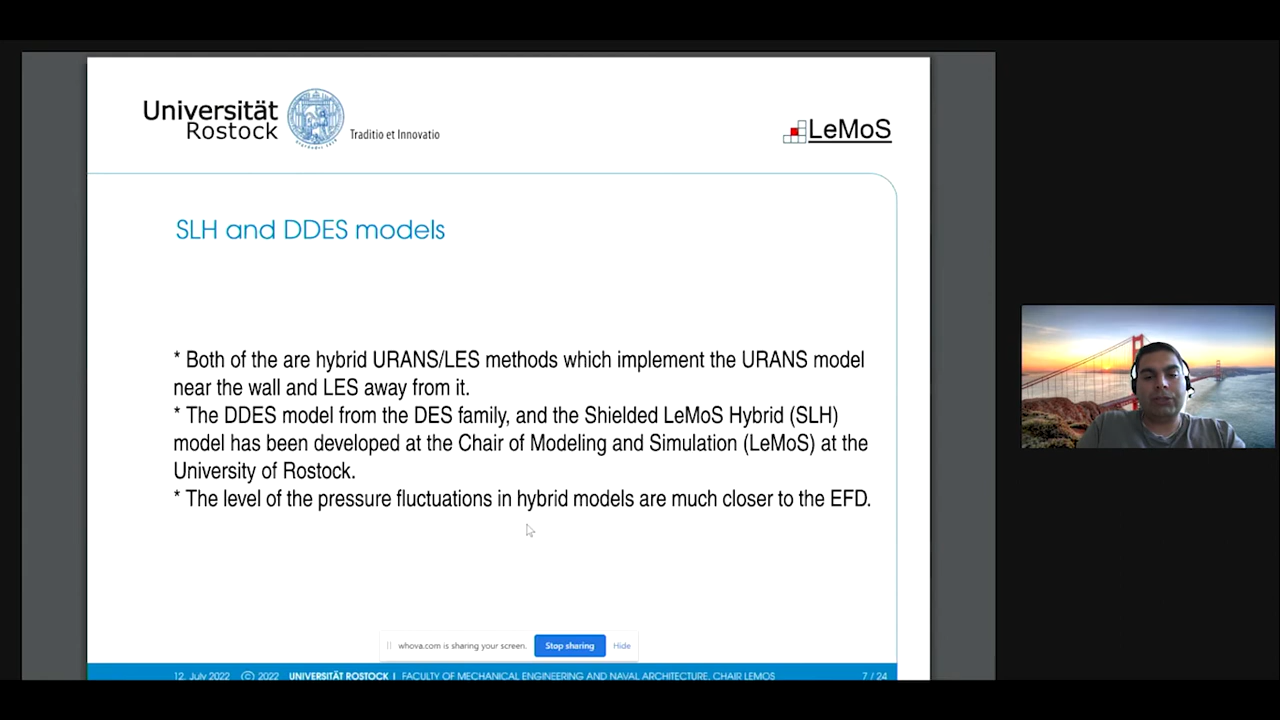 Universität
Rostock
Traditio et Innovatio
LeMoS
SLH and DDES models
* Both of the are hybrid URANS/LES methods which implement the URANS model
near the wall and LES away from it.
* The DDES model from the DES family, and the Shielded LeMoS Hybrid (SLH)
model has been developed at the Chair of Modeling and Simulation (LeMoS) at the
University of Rostock.
* The level of the pressure fluctuations in hybrid models are much closer to the EFD.
whova.com is sharing your screen. Stop sharing Hide
12. July 2022 © 2022 UNIVERSITÄT ROSTOCK | FACULTY OF MECHANICAL ENGINEERING AND NAVAL ARCHITECTURE, CHAIR LEMOS 7 / 24